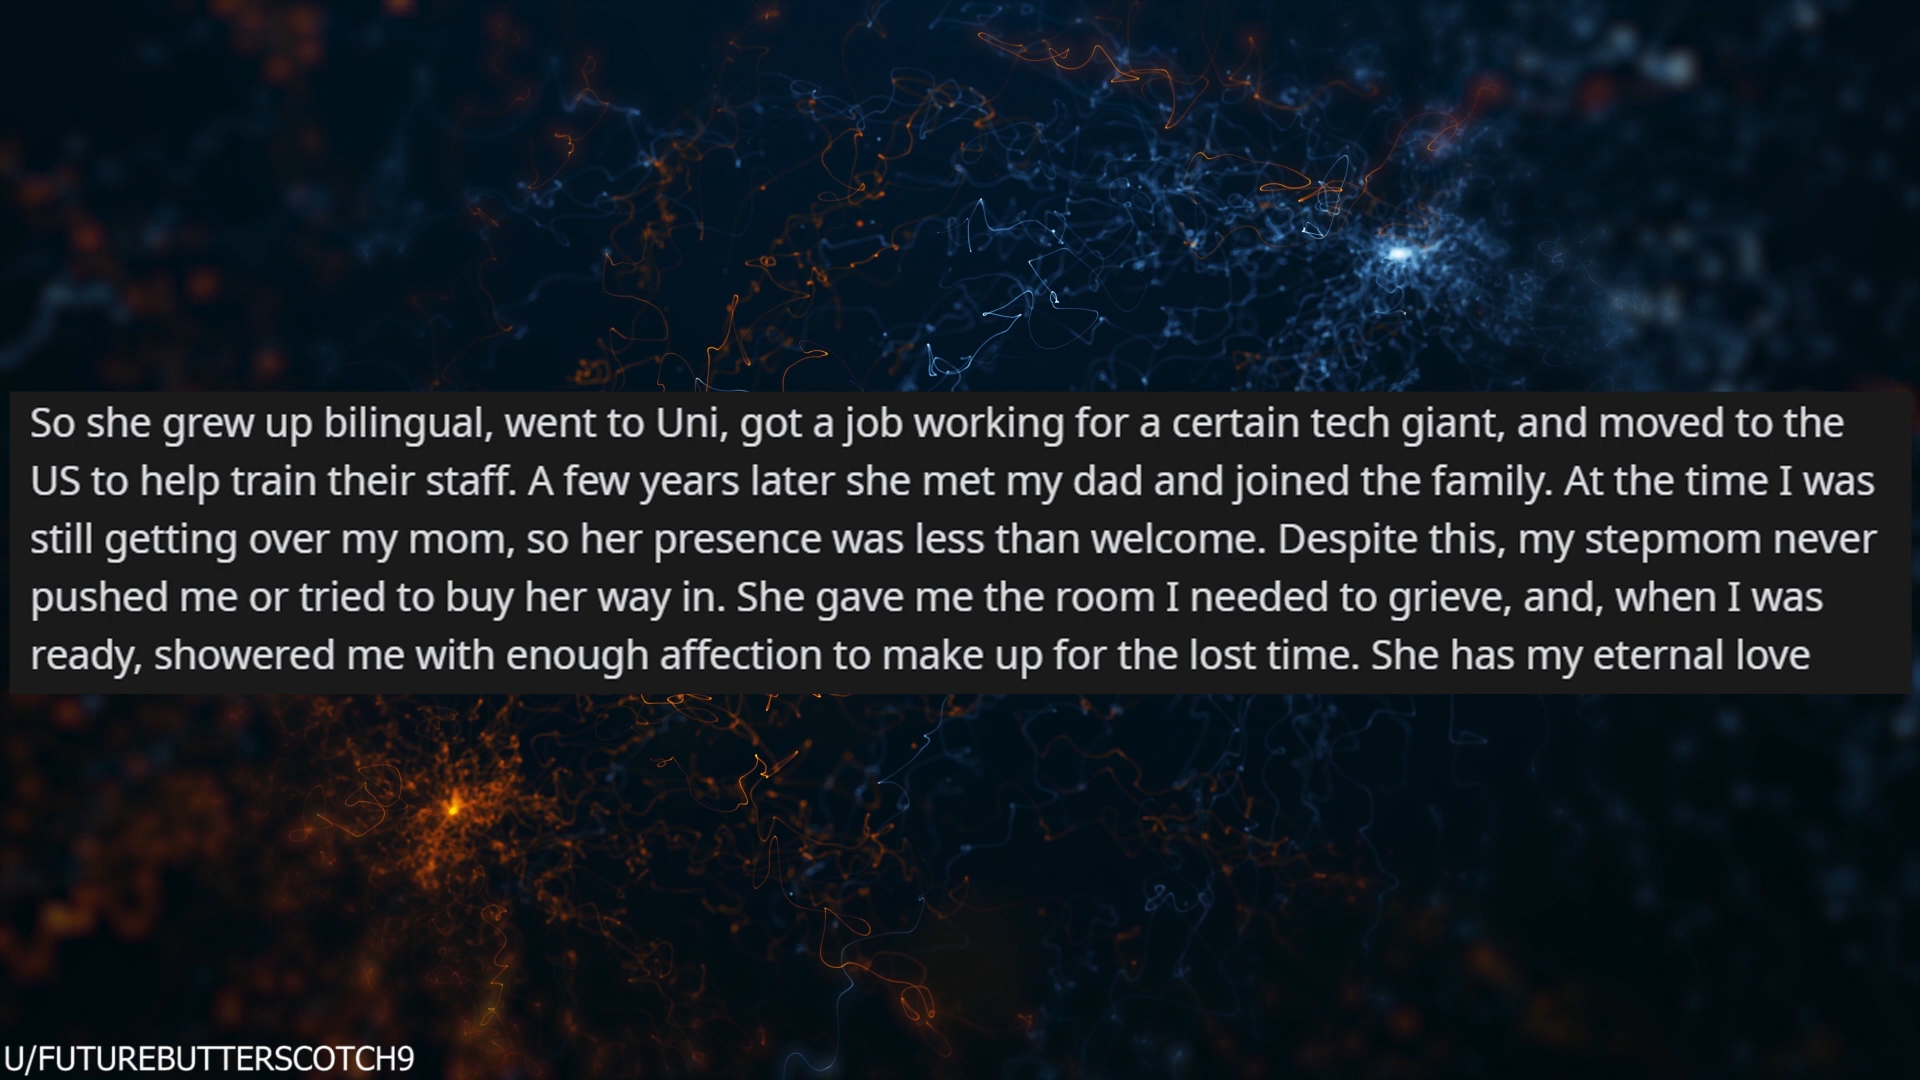 So she grew up bilingual, went to Uni, got a job working for a certain tech giant, and moved to the
US to help train their staff. A few years later she met my dad and joined the family. At the time I was
still getting over my mom, so her presence was less than welcome. Despite this, my stepmom never
pushed me or tried to buy her way in. She gave me the room I needed to grieve, and, when I was
ready, showered me with enough affection to make up for the lost time. She has my eternal love
U/FUTUREBUTTERSCOTCH9